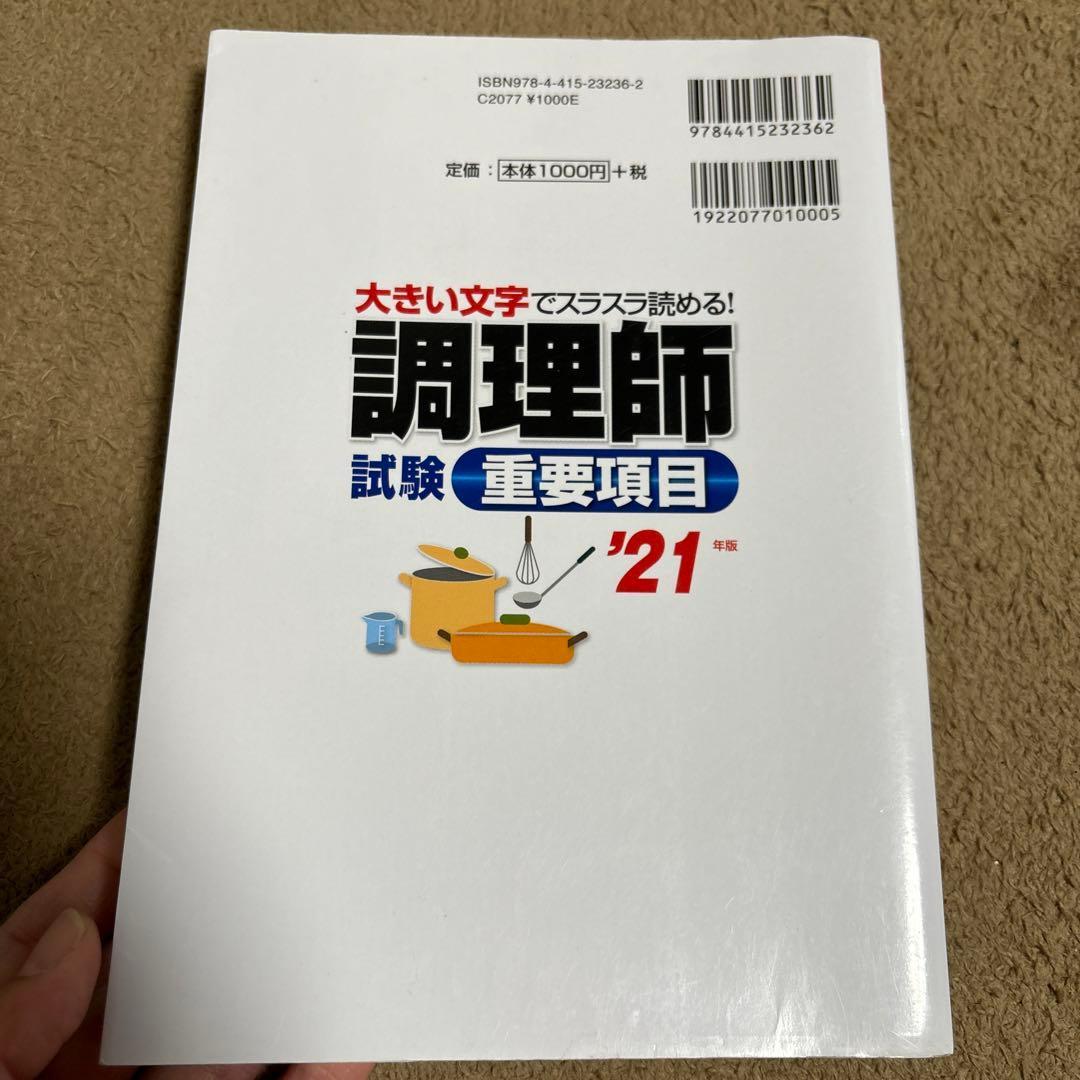 ISBN978-4-415-23236-2
C2077 ¥1000E
9784415232362
定価：本体1000円＋税
1922077010005
大きい文字でスラスラ読める!
調理師
試験 重要項目
'21年版